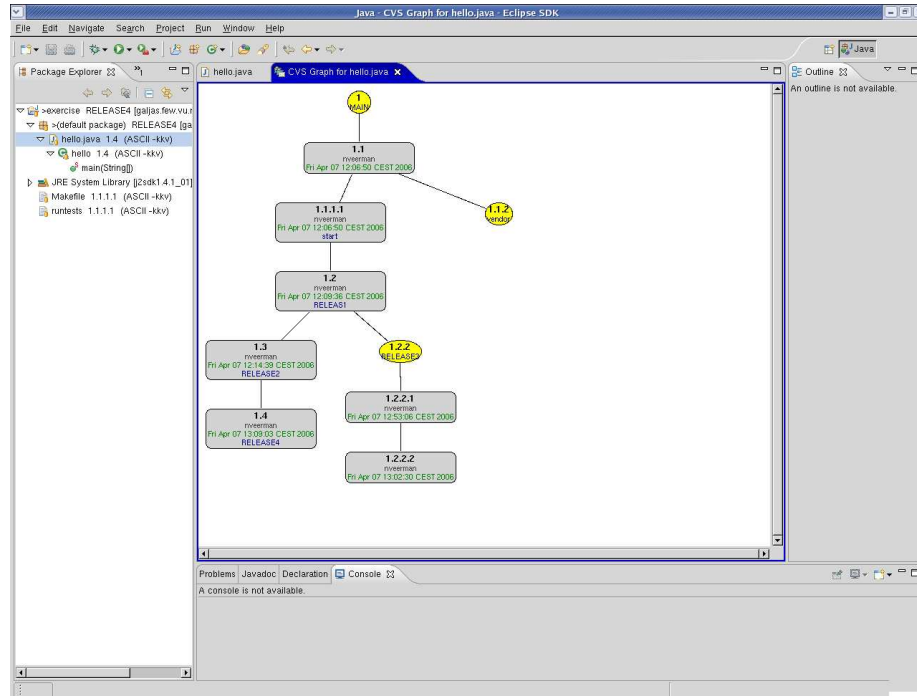 Java - CVS Graph for hello.java - Eclipse SDK
File Edit Navigate Search Project Run Window Help
Java
Package Explorer
hello.java
CVS Graph for hello.java
Outline
An outline is not available.
>exercise RELEASE4 [galjas.few.vu.n
>(default package) RELEASE4 [ga
hello.java 1.4 (ASCII -kkv)
hello 1.4 (ASCII -kkv)
main(String[])
JRE System Library [j2sdk1.4.1_01]
Makefile 1.1.1.1 (ASCII -kkv)
runtests 1.1.1.1 (ASCII -kkv)
1
MAIN
1.1
nveerman
Fri Apr 07 12:06:50 CEST 2006
1.1.1.1
nveerman
Fri Apr 07 12:06:50 CEST 2006
start
1.1.2
vendor
1.2
nveerman
Fri Apr 07 12:09:36 CEST 2006
RELEAS1
1.3
nveerman
Fri Apr 07 12:14:39 CEST 2006
RELEASE2
1.2.2
RELEASE3
1.4
nveerman
Fri Apr 07 13:09:03 CEST 2006
RELEASE4
1.2.2.1
nveerman
Fri Apr 07 12:53:06 CEST 2006
1.2.2.2
nveerman
Fri Apr 07 13:02:30 CEST 2006
Problems Javadoc Declaration Console
A console is not available.